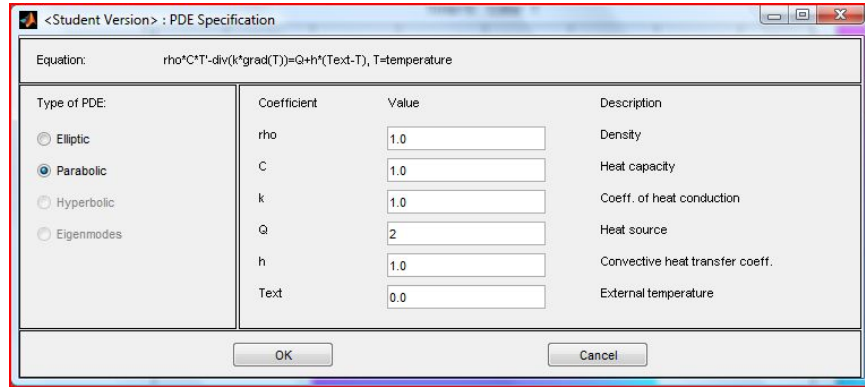 <Student Version> : PDE Specification
Equation: rho*C*T'-div(k*grad(T))=Q+h*(Text-T), T=temperature
Type of PDE:
Elliptic
Parabolic
Hyperbolic
Eigenmodes
Coefficient Value Description
rho 1.0 Density
C 1.0 Heat capacity
k 1.0 Coeff. of heat conduction
Q 2 Heat source
h 1.0 Convective heat transfer coeff.
Text 0.0 External temperature
OK Cancel